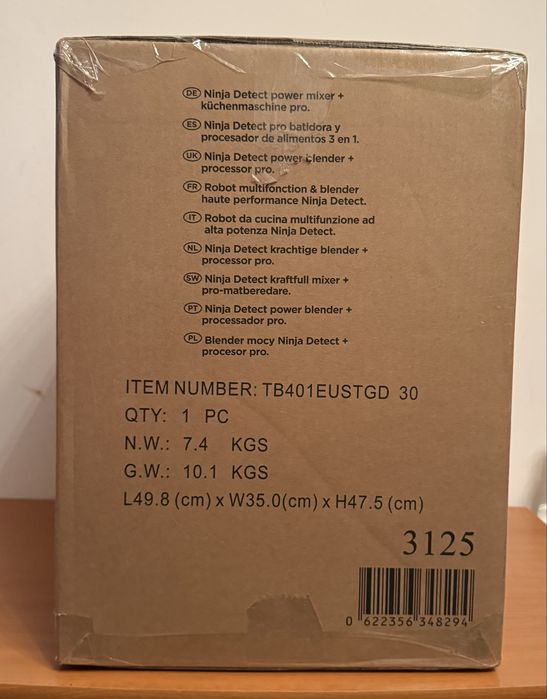 DE Ninja Detect power mixer +
küchenmaschine pro.
ES Ninja Detect pro batidora y
procesador de alimentos 3 en 1.
UK Ninja Detect power blender +
processor pro.
FR Robot multifonction & blender
haute performance Ninja Detect.
IT Robot da cucina multifunzione ad
alta potenza Ninja Detect.
NL Ninja Detect krachtige blender +
processor pro.
SW Ninja Detect kraftfull mixer +
pro-matberedare.
PT Ninja Detect power blender +
processador pro.
PL Blender mocy Ninja Detect +
procesor pro.
ITEM NUMBER: TB401EUSTGD 30
QTY: 1 PC
N.W.: 7.4 KGS
G.W.: 10.1 KGS
L49.8 (cm) x W35.0(cm) x H47.5 (cm)
3125
0 622356 348294